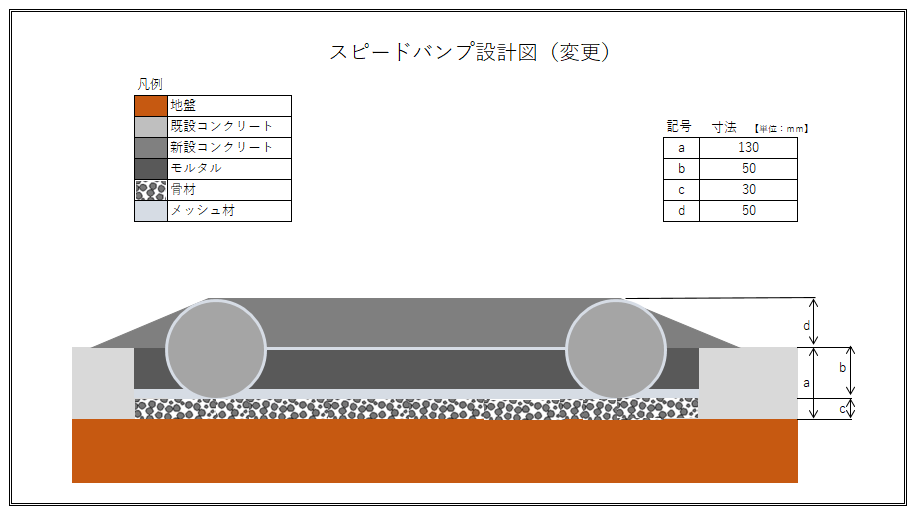 スピードバンプ設計図（変更）
凡例
地盤
既設コンクリート
新設コンクリート
モルタル
骨材
メッシュ材
記号 寸法 【単位：ｍｍ】
a 130
b 50
c 30
d 50
d
b
a
c